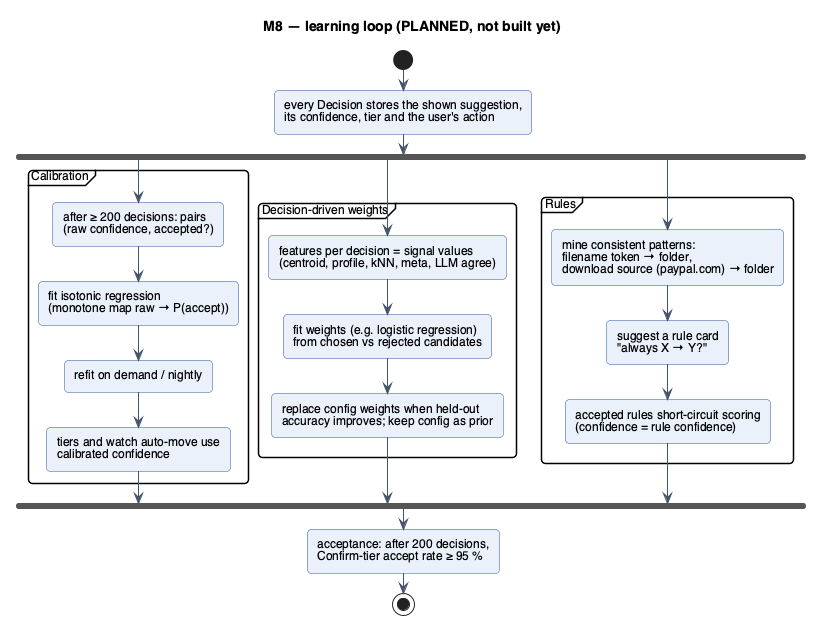 M8 — learning loop (PLANNED, not built yet)
every Decision stores the shown suggestion,
its confidence, tier and the user's action
Calibration
after ≥ 200 decisions: pairs
(raw confidence, accepted?)
fit isotonic regression
(monotone map raw → P(accept))
refit on demand / nightly
tiers and watch auto-move use
calibrated confidence
Decision-driven weights
features per decision = signal values
(centroid, profile, kNN, meta, LLM agree)
fit weights (e.g. logistic regression)
from chosen vs rejected candidates
replace config weights when held-out
accuracy improves; keep config as prior
Rules
mine consistent patterns:
filename token → folder,
download source (paypal.com) → folder
suggest a rule card
"always X → Y?"
accepted rules short-circuit scoring
(confidence = rule confidence)
acceptance: after 200 decisions,
Confirm-tier accept rate ≥ 95 %